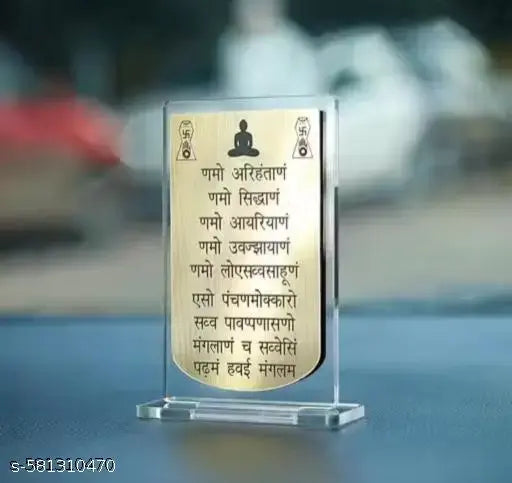 णमो अरिहंताणं
णमो सिद्धाणं
णमो आयरियाणं
णमो उवज्झायाणं
णमो लोएसव्वसाहूणं
एसो पंचणमोक्कारो
सव्व पावप्पणासणो
मंगलाणं च सव्वेसिं
पढ़मं हवई मंगलम
s-581310470